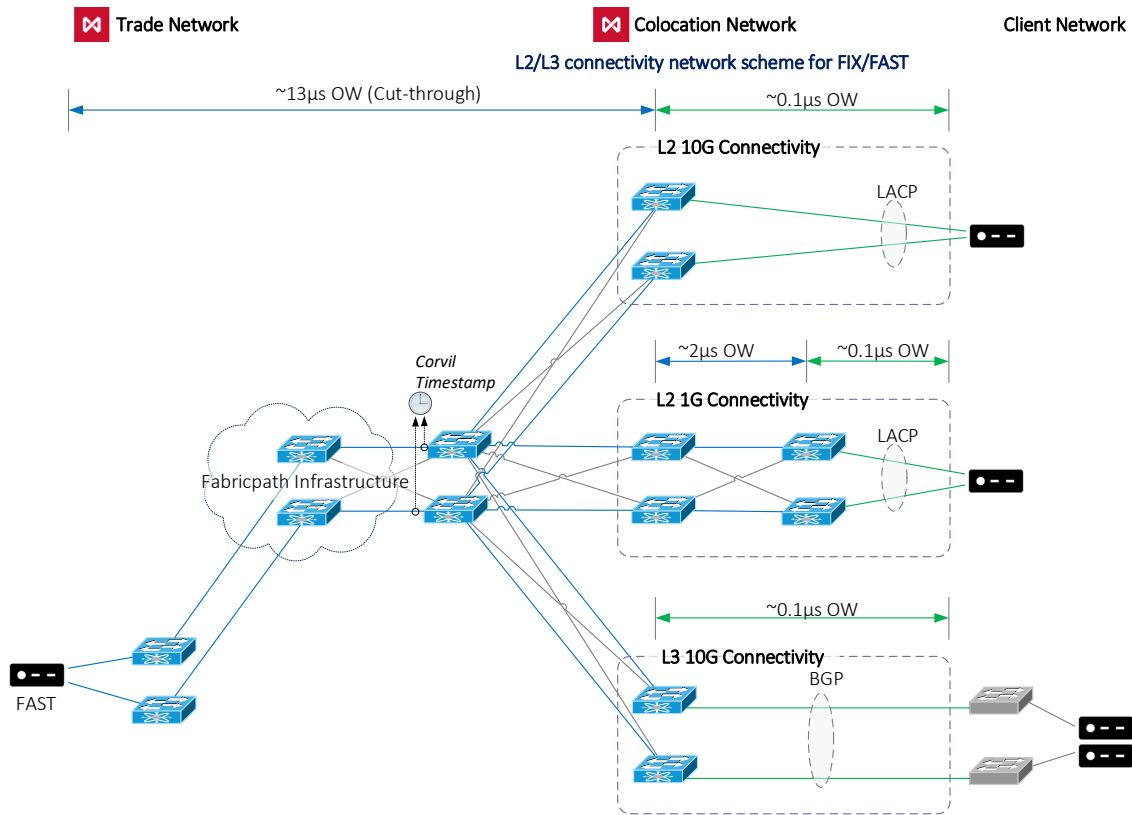 Trade Network
Colocation Network
Client Network
L2/L3 connectivity network scheme for FIX/FAST
~13µs OW (Cut-through)
~0.1µs OW
L2 10G Connectivity
LACP
~2µs OW
~0.1µs OW
Corvil
Timestamp
L2 1G Connectivity
LACP
Fabricpath Infrastructure
~0.1µs OW
L3 10G Connectivity
BGP
FAST